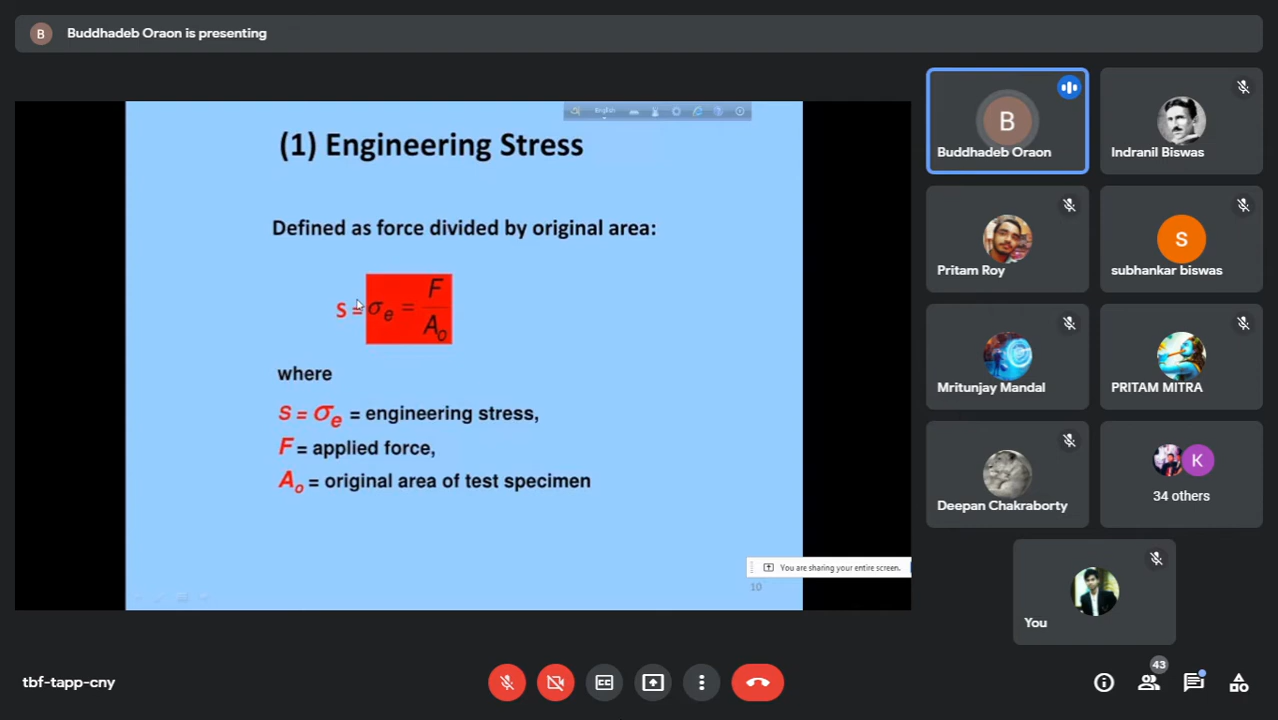 B Buddhadeb Oraon is presenting
English
(1) Engineering Stress
Defined as force divided by original area:
S = σe = F / Ao
where
S = σe = engineering stress,
F = applied force,
Ao = original area of test specimen
You are sharing your entire screen.
10
B
Buddhadeb Oraon
Indranil Biswas
Pritam Roy
S
subhankar biswas
Mritunjay Mandal
PRITAM MITRA
Deepan Chakraborty
K
34 others
You
tbf-tapp-cny
CC
43